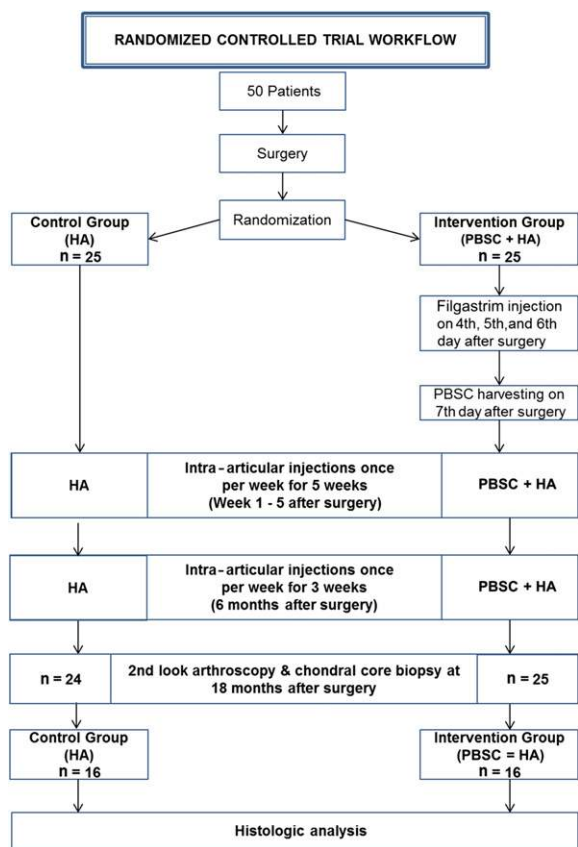 RANDOMIZED CONTROLLED TRIAL WORKFLOW
50 Patients
Surgery
Randomization
Control Group
(HA)
n = 25
Intervention Group
(PBSC + HA)
n = 25
Filgastrim injection
on 4th, 5th,and 6th
day after surgery
PBSC harvesting on
7th day after surgery
HA
Intra-articular injections once
per week for 5 weeks
(Week 1 - 5 after surgery)
PBSC + HA
HA
Intra-articular injections once
per week for 3 weeks
(6 months after surgery)
PBSC + HA
n = 24
2nd look arthroscopy & chondral core biopsy at
18 months after surgery
n = 25
Control Group
(HA)
n = 16
Intervention Group
(PBSC = HA)
n = 16
Histologic analysis